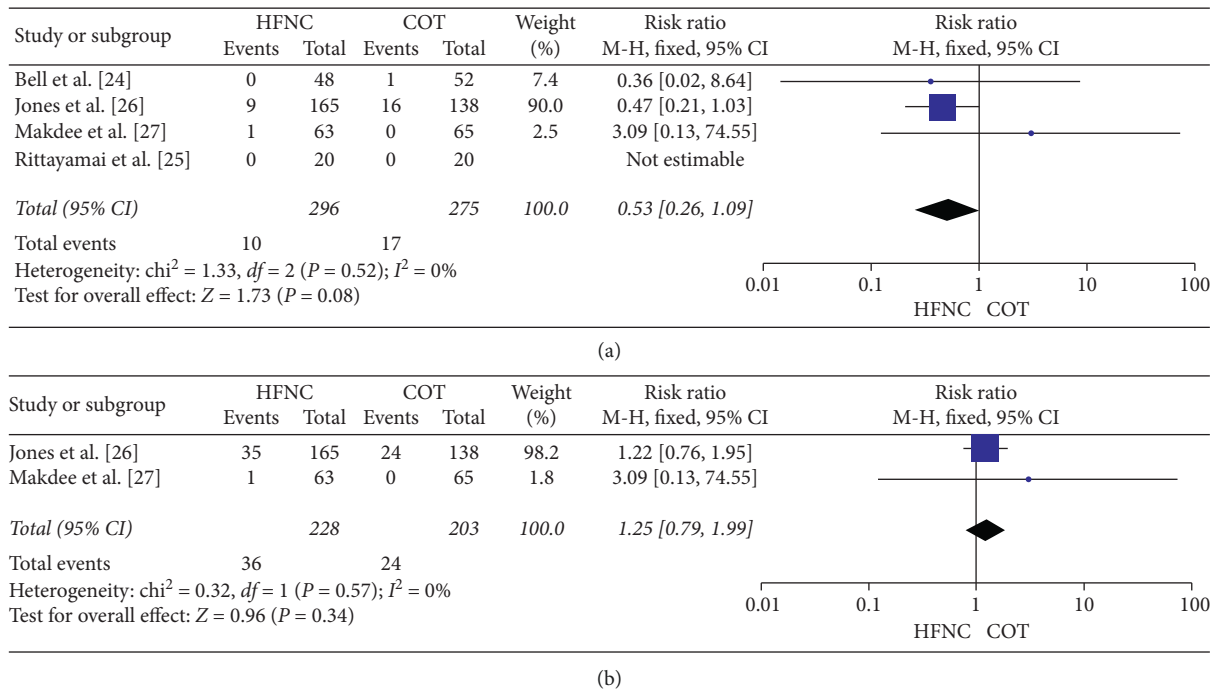 Study or subgroup HFNC COT Weight (%) Risk ratio M-H, fixed, 95% CI Risk ratio M-H, fixed, 95% CI
Events Total Events Total
Bell et al. [24] 0 48 1 52 7.4 0.36 [0.02, 8.64]
Jones et al. [26] 9 165 16 138 90.0 0.47 [0.21, 1.03]
Makdee et al. [27] 1 63 0 65 2.5 3.09 [0.13, 74.55]
Rittayamai et al. [25] 0 20 0 20 Not estimable
Total (95% CI) 296 275 100.0 0.53 [0.26, 1.09]
Total events 10 17
Heterogeneity: chi² = 1.33, df = 2 (P = 0.52); I² = 0%
Test for overall effect: Z = 1.73 (P = 0.08)
0.01 0.1 1 10 100
HFNC COT
(a)
Study or subgroup HFNC COT Weight (%) Risk ratio M-H, fixed, 95% CI Risk ratio M-H, fixed, 95% CI
Events Total Events Total
Jones et al. [26] 35 165 24 138 98.2 1.22 [0.76, 1.95]
Makdee et al. [27] 1 63 0 65 1.8 3.09 [0.13, 74.55]
Total (95% CI) 228 203 100.0 1.25 [0.79, 1.99]
Total events 36 24
Heterogeneity: chi² = 0.32, df = 1 (P = 0.57); I² = 0%
Test for overall effect: Z = 0.96 (P = 0.34)
0.01 0.1 1 10 100
HFNC COT
(b)